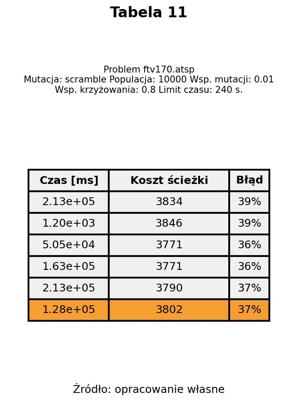 Tabela 11
Problem ftv170.atsp
Mutacja: scramble Populacja: 10000 Wsp. mutacji: 0.01
Wsp. krzyżowania: 0.8 Limit czasu: 240 s.
Czas [ms] Koszt ścieżki Błąd
2.13e+05 3834 39%
1.20e+03 3846 39%
5.05e+04 3771 36%
1.63e+05 3771 36%
2.13e+05 3790 37%
1.28e+05 3802 37%
Źródło: opracowanie własne